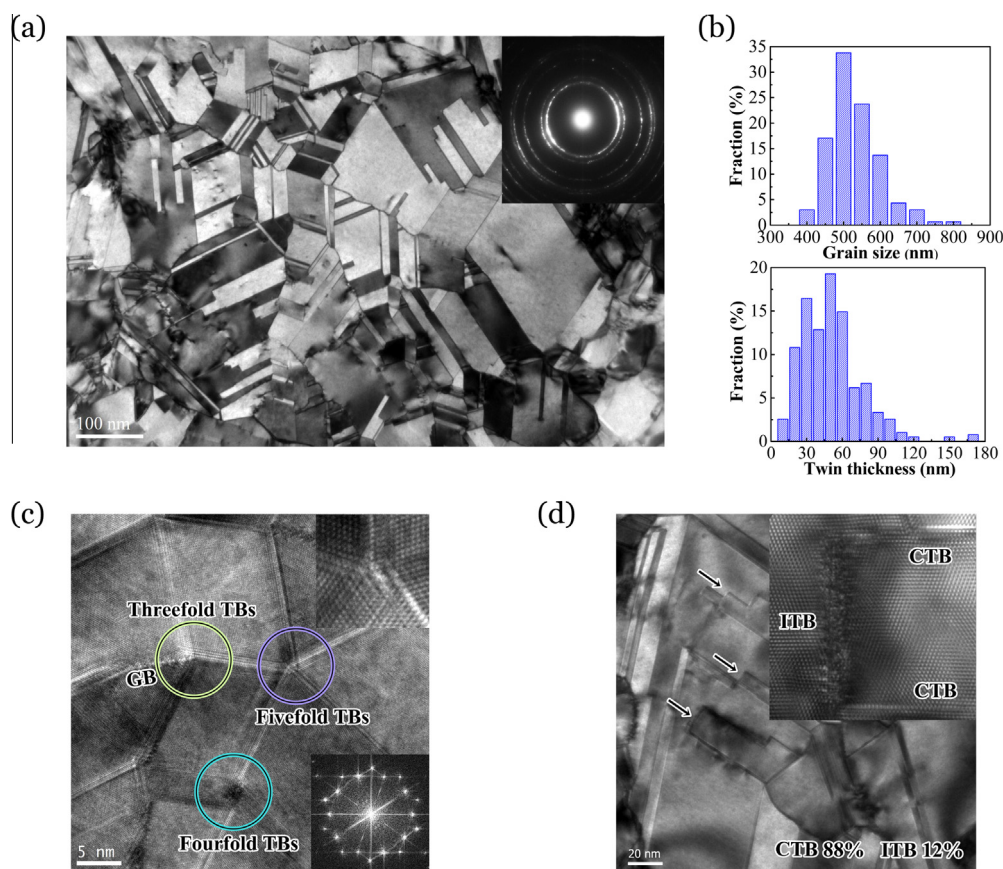 (a)
100 nm
(b)
35
30
25
20
15
10
5
0
Fraction (%)
300 400 500 600 700 800 900
Grain size (nm)
20
15
10
5
0
Fraction (%)
0 30 60 90 120 150 180
Twin thickness (nm)
(c)
Threefold TBs
GB
Fivefold TBs
Fourfold TBs
5 nm
(d)
CTB
ITB
CTB
20 nm
CTB 88% ITB 12%